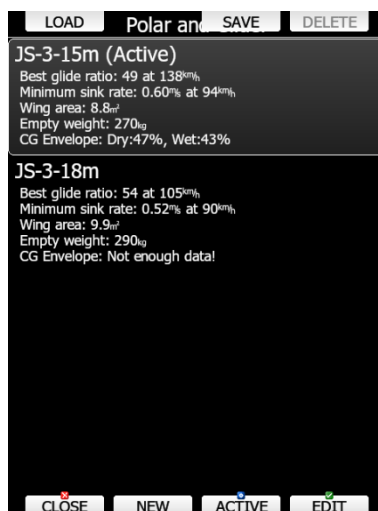 LOAD Polar and SAVE DELETE
JS-3-15m (Active)
Best glide ratio: 49 at 138km/h
Minimum sink rate: 0.60m/s at 94km/h
Wing area: 8.8m²
Empty weight: 270kg
CG Envelope: Dry:47%, Wet:43%
JS-3-18m
Best glide ratio: 54 at 105km/h
Minimum sink rate: 0.52m/s at 90km/h
Wing area: 9.9m²
Empty weight: 290kg
CG Envelope: Not enough data!
CLOSE NEW ACTIVE EDIT